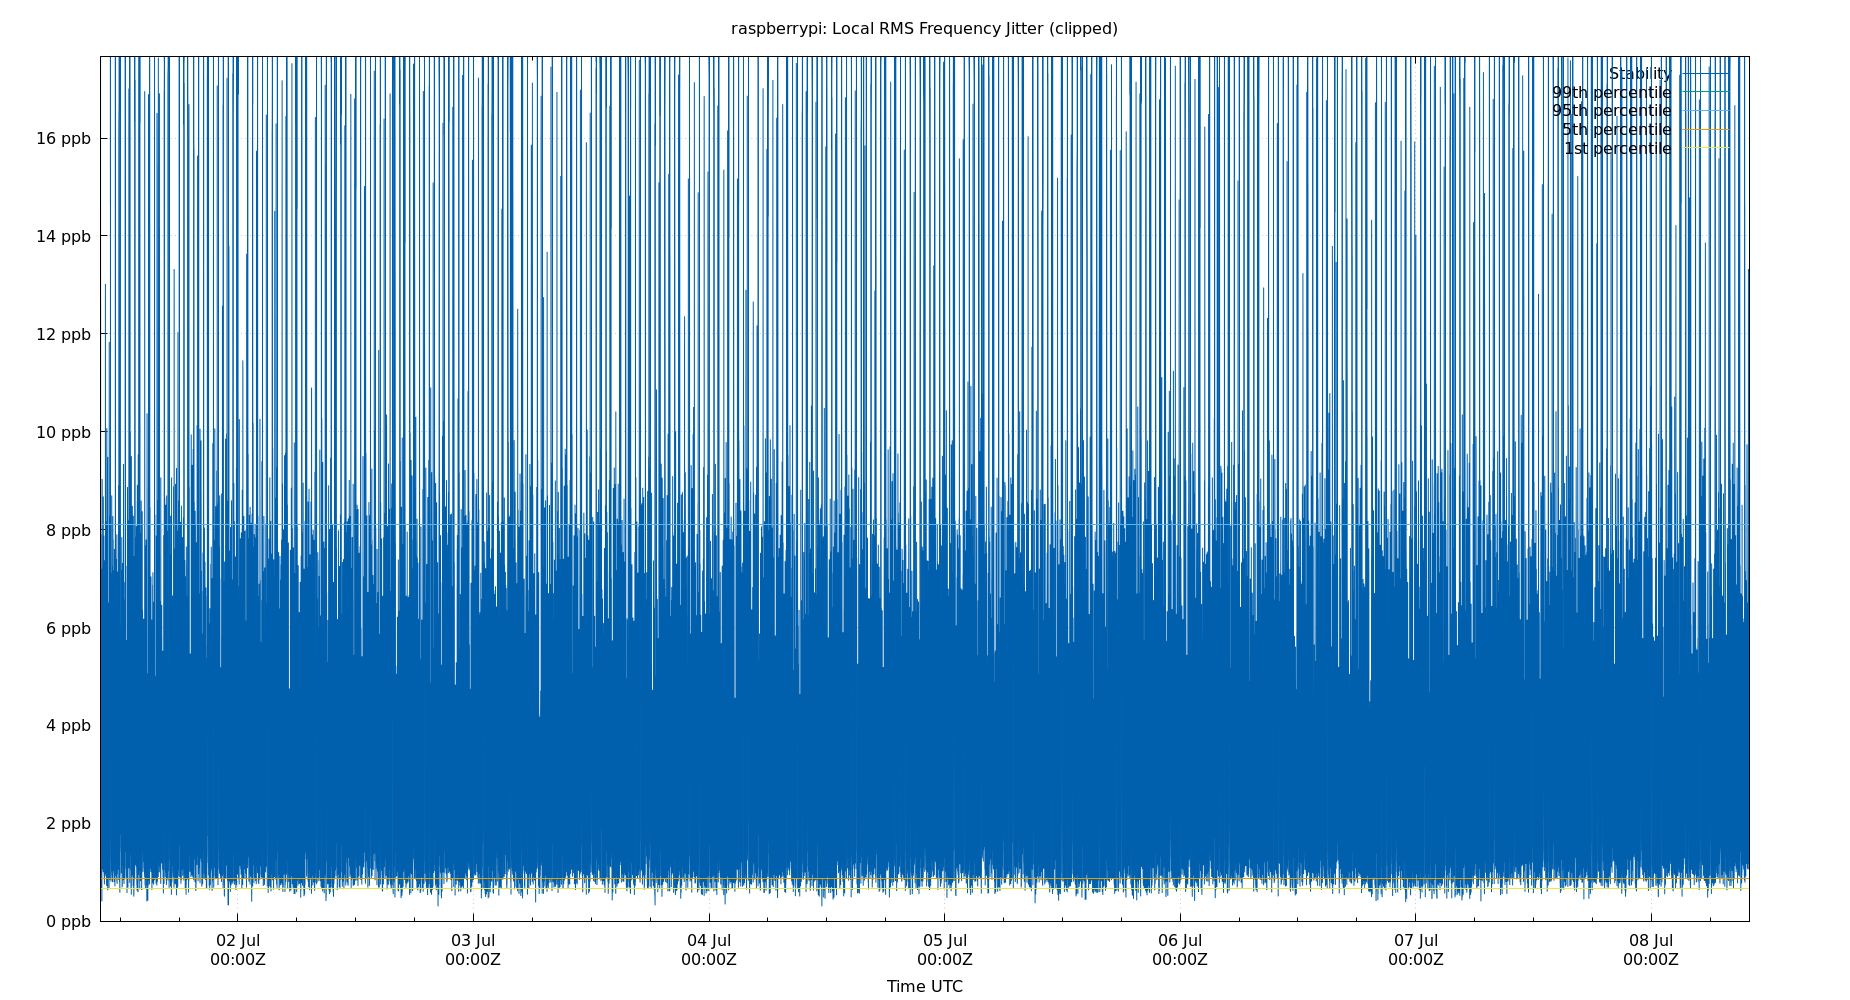 raspberrypi: Local RMS Frequency Jitter (clipped)
Stability
99th percentile
95th percentile
5th percentile
1st percentile
16 ppb
14 ppb
12 ppb
10 ppb
8 ppb
6 ppb
4 ppb
2 ppb
0 ppb
02 Jul 03 Jul 04 Jul 05 Jul 06 Jul 07 Jul 08 Jul
00:00Z 00:00Z 00:00Z 00:00Z 00:00Z 00:00Z 00:00Z
Time UTC